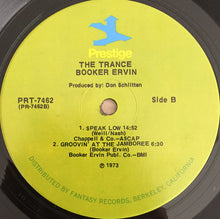 Prestige
THE TRANCE
BOOKER ERVIN
Produced by: Don Schlitten
PRT-7462
(PR-7462B)
Side B
1. SPEAK LOW 14:52
(Weill/Nash)
Chappell & Co.—ASCAP
2. GROOVIN' AT THE JAMBOREE 6:30
(Booker Ervin)
Booker Ervin Publ. Co.—BMI
℗ 1973
DISTRIBUTED BY FANTASY RECORDS, BERKELEY, CALIFORNIA